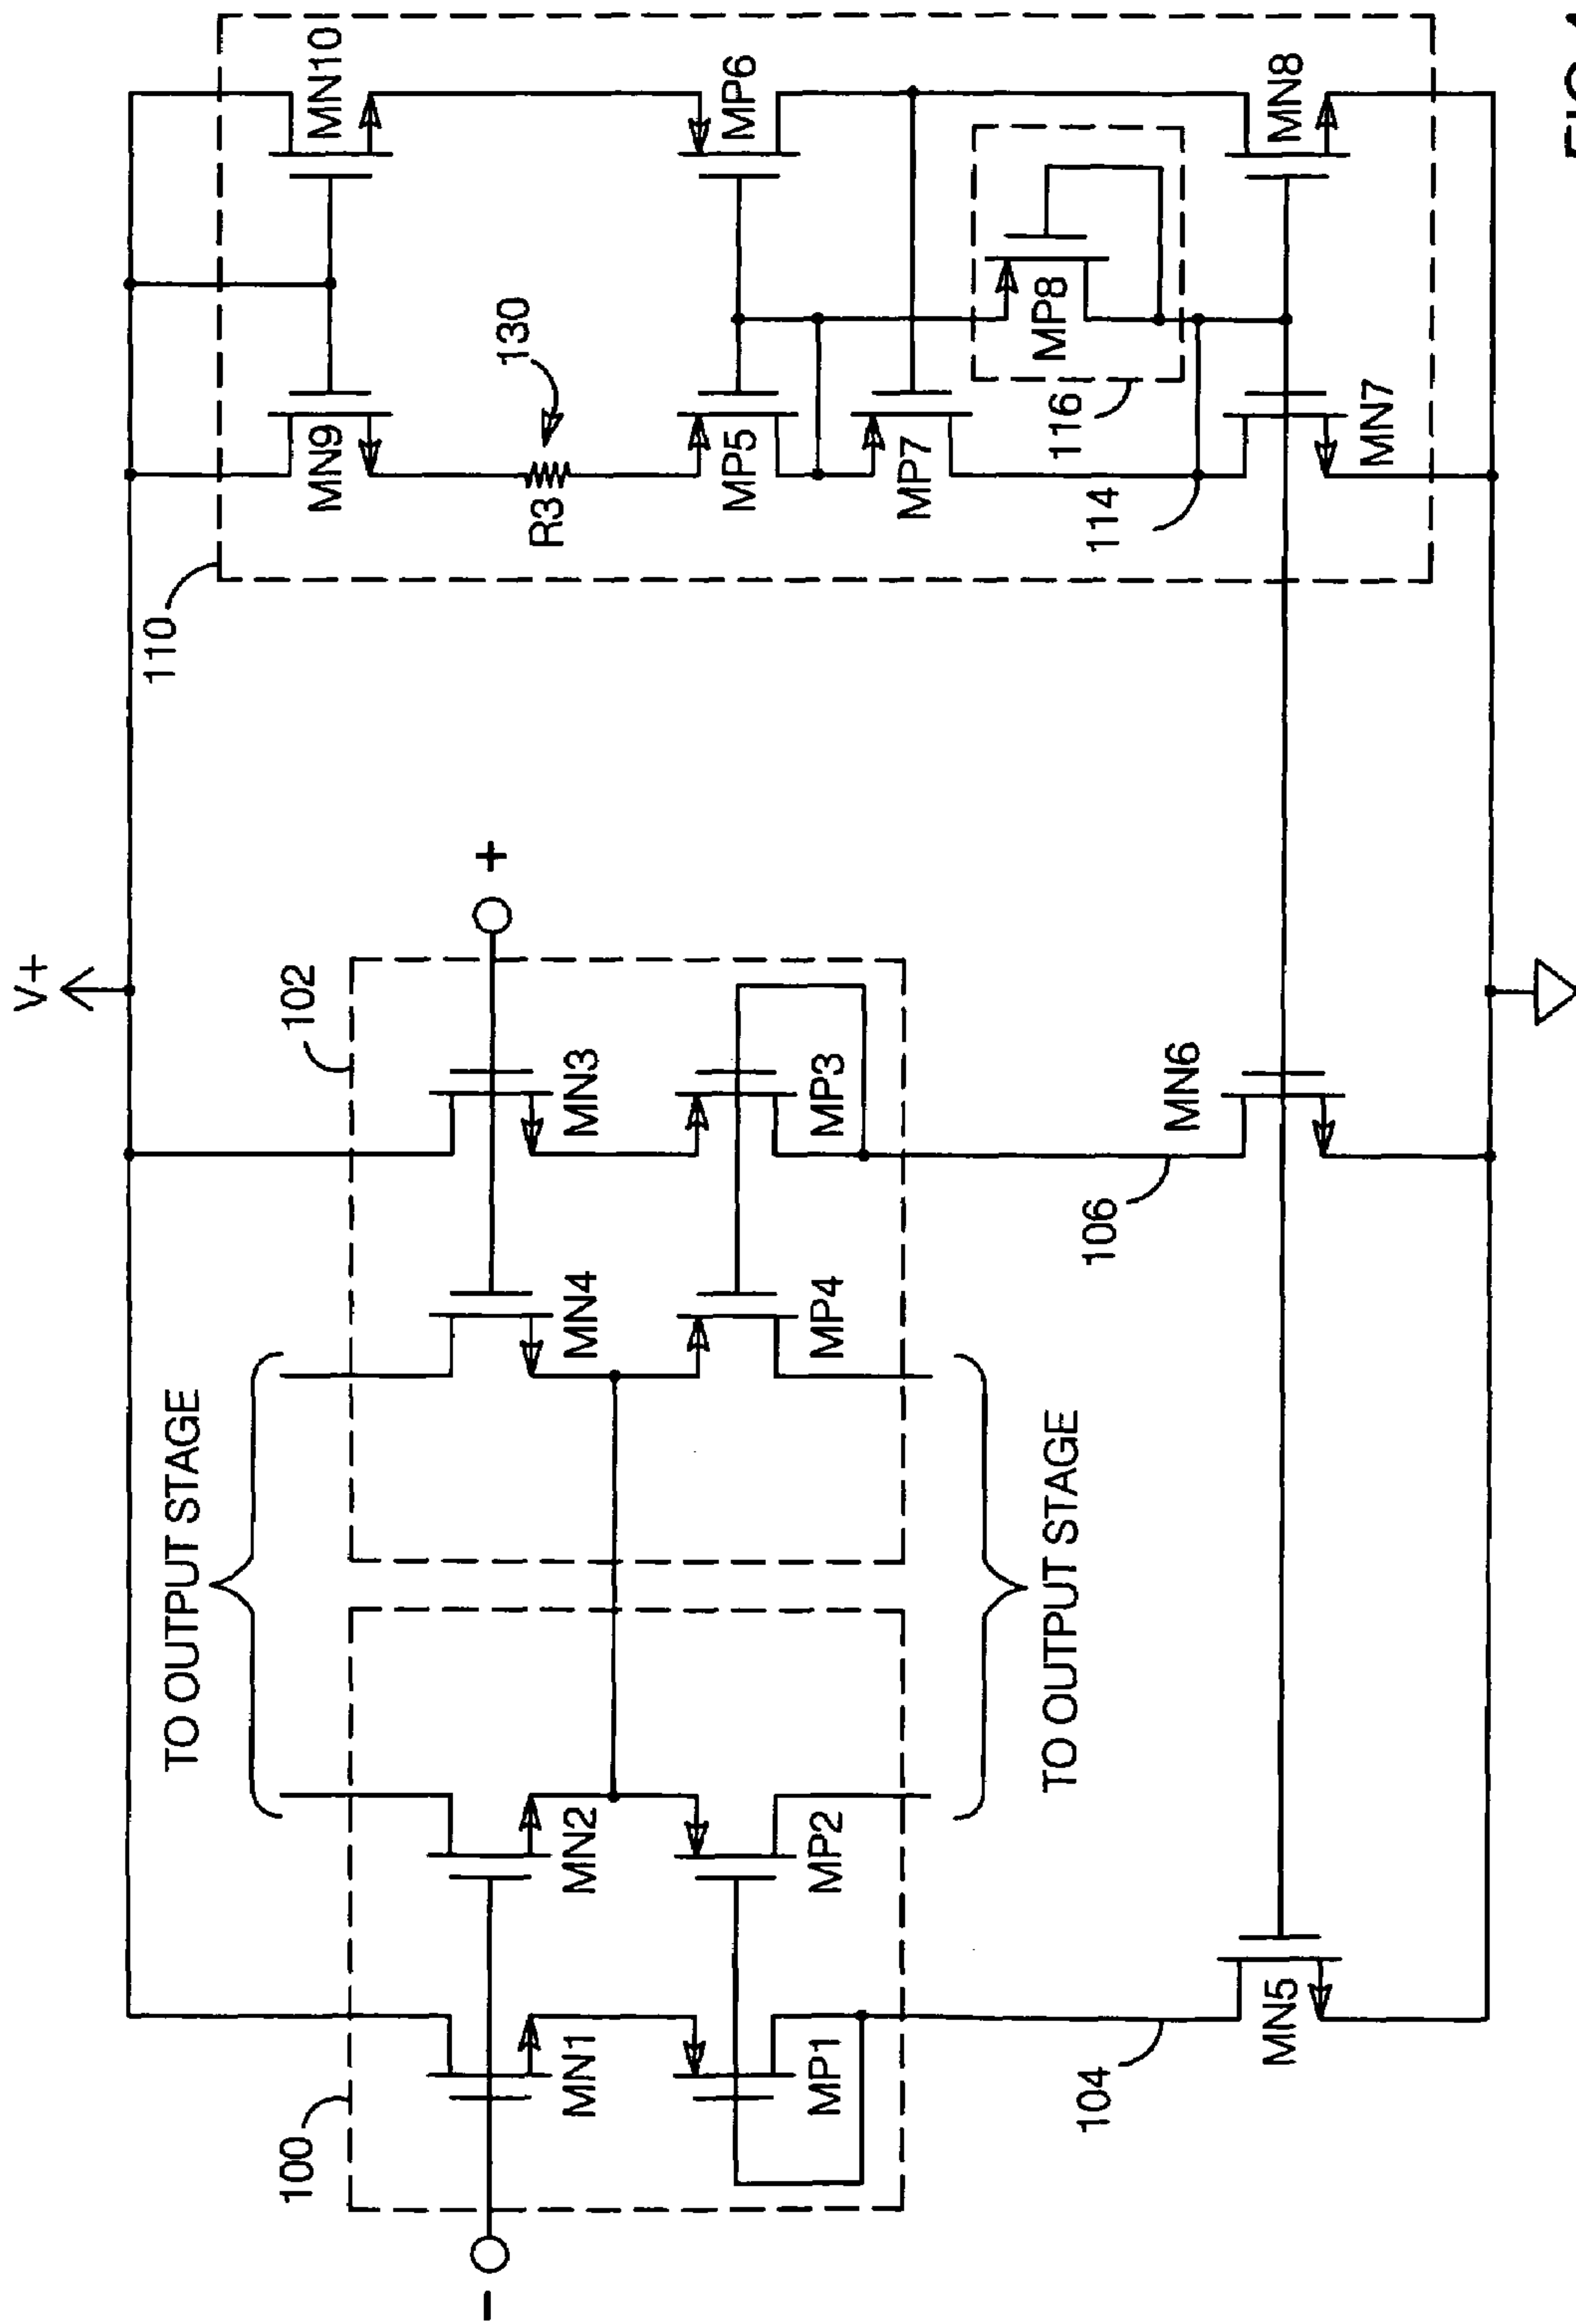 V+
110
MN10
MN9
130
R3
MP6
MP5
MP7
MP8
116
114
MN8
MN7
+
102
TO OUTPUT STAGE
MN3
MN4
MP3
MP4
106
MN6
100
MN2
MN1
MP2
MP1
TO OUTPUT STAGE
104
MN5
–